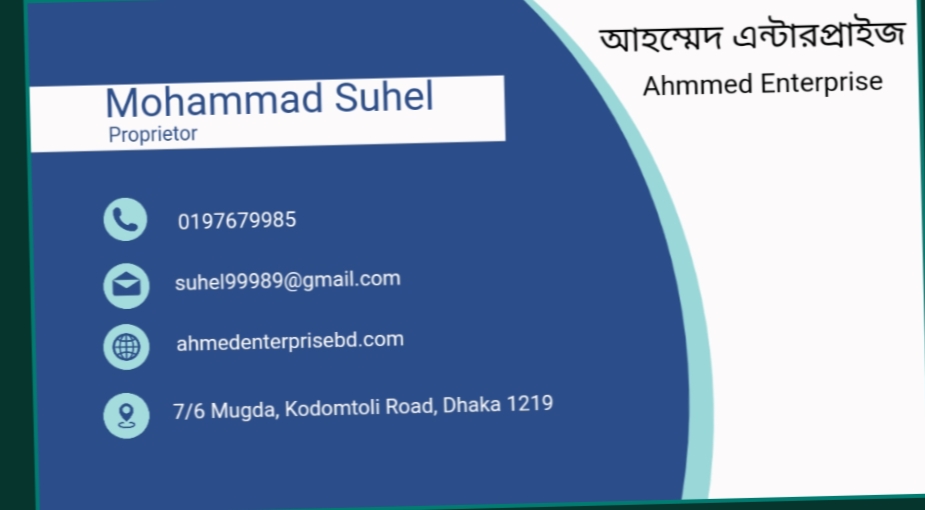 আহম্মেদ এন্টারপ্রাইজ
Ahmmed Enterprise
Mohammad Suhel
Proprietor
0197679985
suhel99989@gmail.com
ahmedenterprisebd.com
7/6 Mugda, Kodomtoli Road, Dhaka 1219